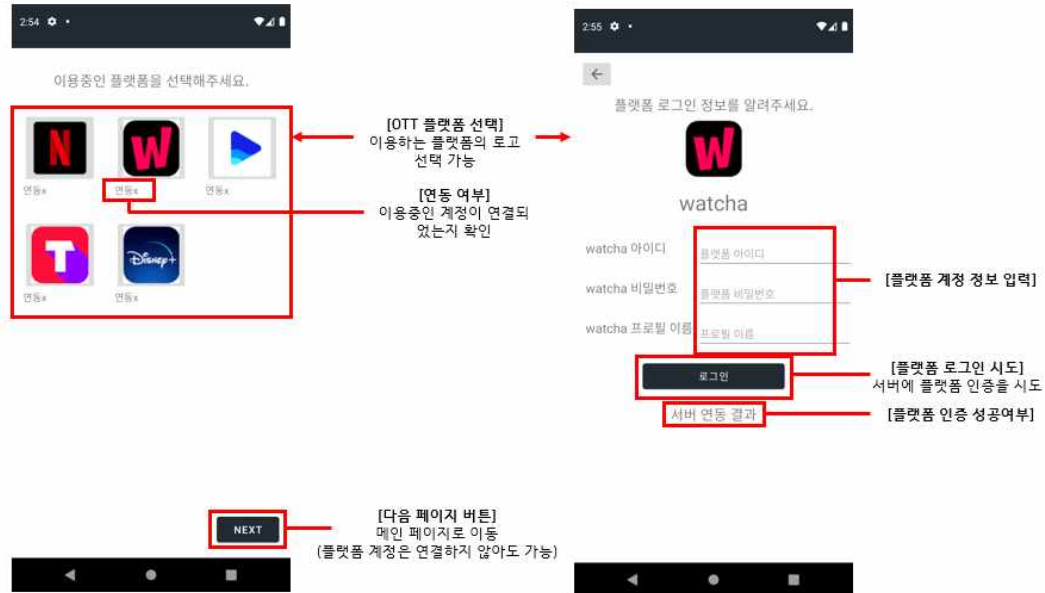 2:54
이용중인 플랫폼을 선택해주세요.
N
W
연동x
연동x
연동x
T
Disney+
연동x
연동x
NEXT
[OTT 플랫폼 선택]
이용하는 플랫폼의 로고
선택 가능
[연동 여부]
이용중인 계정이 연결되
었는지 확인
[다음 페이지 버튼]
메인 페이지로 이동
(플랫폼 계정은 연결하지 않아도 가능)
2:55
플랫폼 로그인 정보를 알려주세요.
W
watcha
watcha 아이디
플랫폼 아이디
watcha 비밀번호
플랫폼 비밀번호
watcha 프로필 이름
프로필 이름
로그인
서버 연동 결과
[플랫폼 계정 정보 입력]
[플랫폼 로그인 시도]
서버에 플랫폼 인증을 시도
[플랫폼 인증 성공여부]